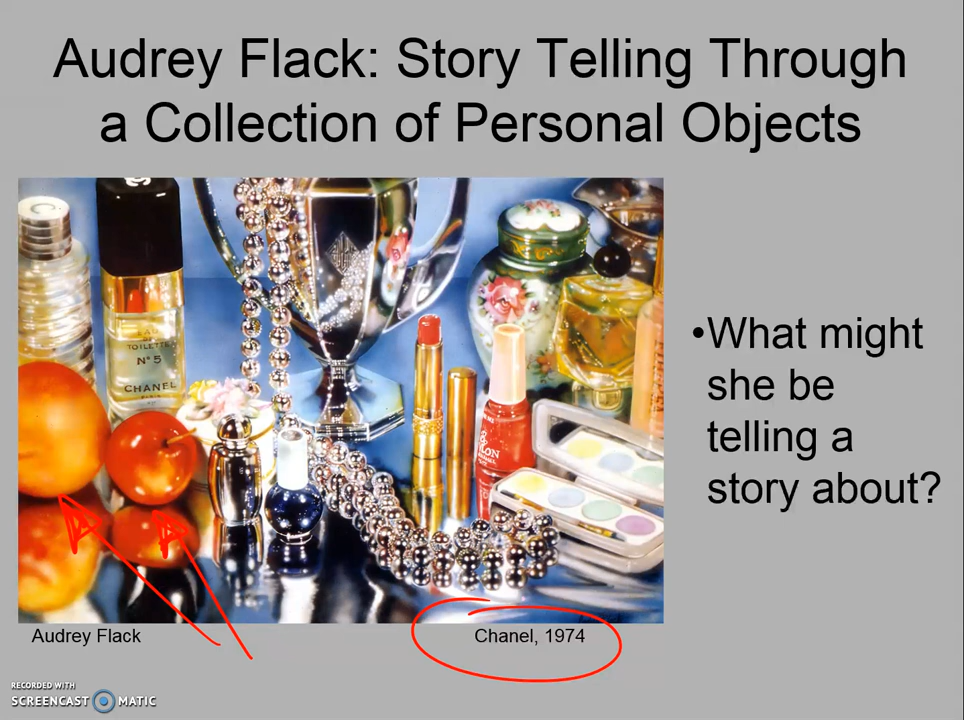 Audrey Flack: Story Telling Through
a Collection of Personal Objects
EAU
TOILETTE
N° 5
CHANEL
•What might
she be
telling a
story about?
Audrey Flack
Chanel, 1974
RECORDED WITH
SCREENCAST MATIC